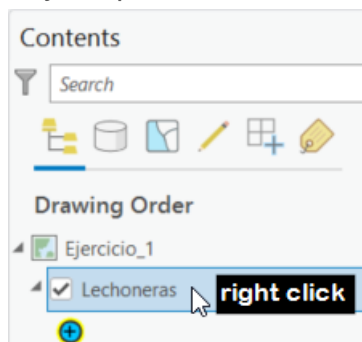 Contents
Search
Drawing Order
Ejercicio_1
Lechoneras
right click